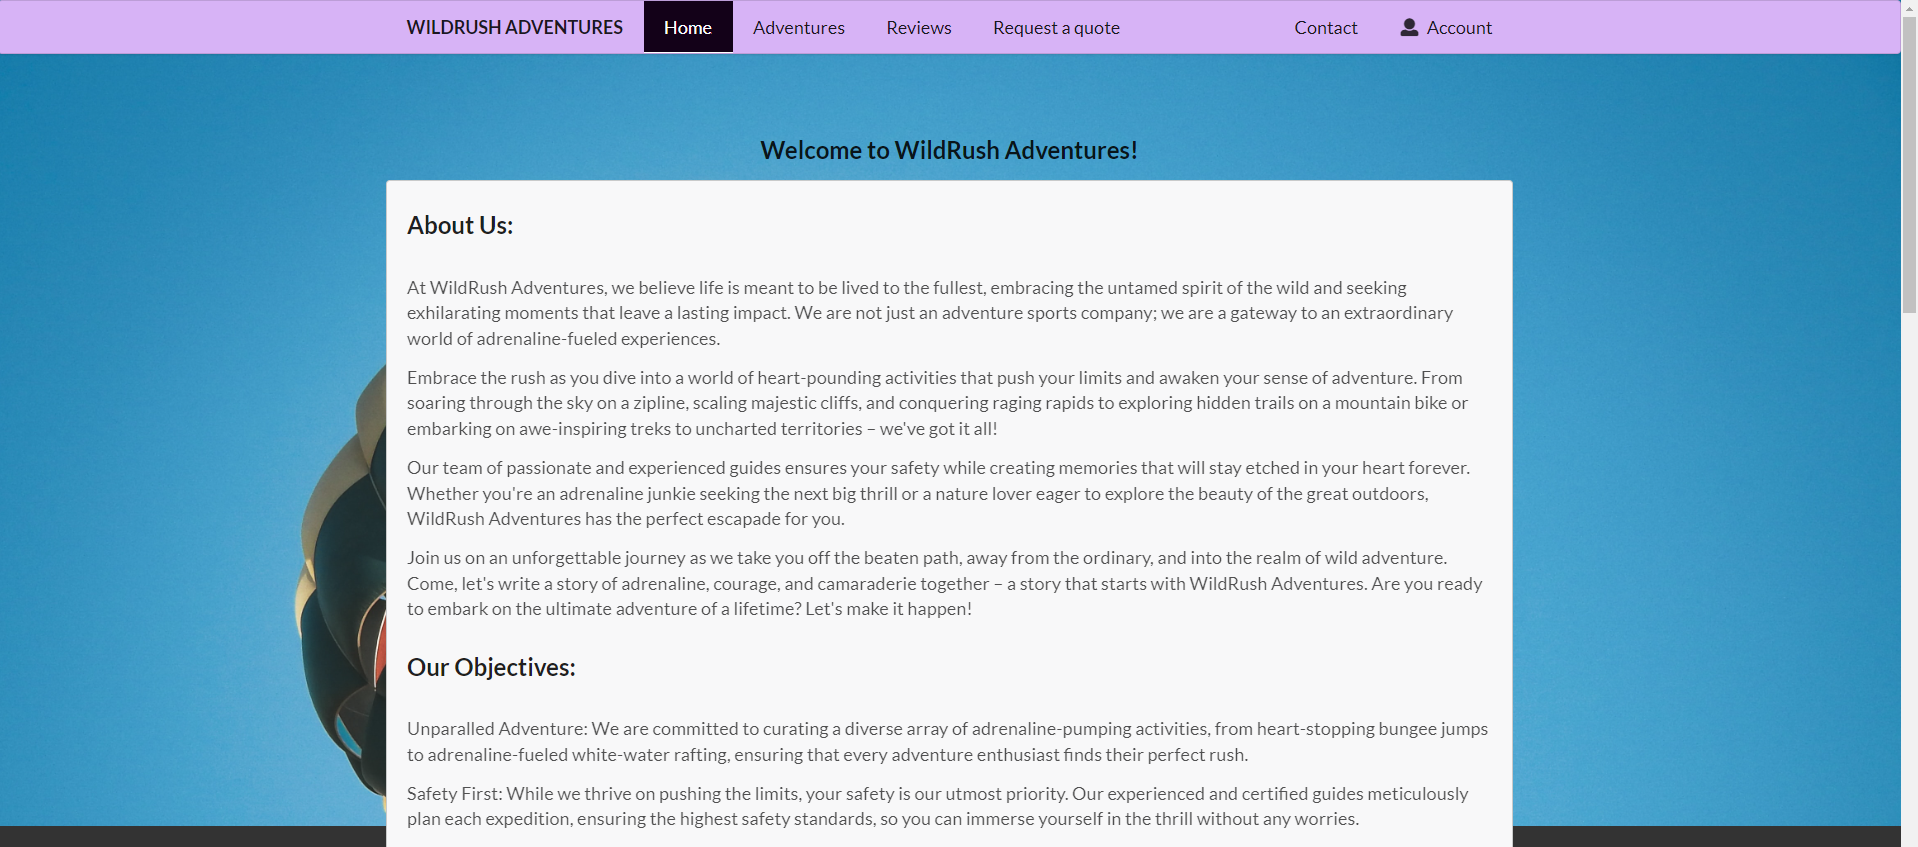 WILDRUSH ADVENTURES Home Adventures Reviews Request a quote Contact Account
Welcome to WildRush Adventures!
About Us:
At WildRush Adventures, we believe life is meant to be lived to the fullest, embracing the untamed spirit of the wild and seeking
exhilarating moments that leave a lasting impact. We are not just an adventure sports company; we are a gateway to an extraordinary
world of adrenaline-fueled experiences.
Embrace the rush as you dive into a world of heart-pounding activities that push your limits and awaken your sense of adventure. From
soaring through the sky on a zipline, scaling majestic cliffs, and conquering raging rapids to exploring hidden trails on a mountain bike or
embarking on awe-inspiring treks to uncharted territories – we've got it all!
Our team of passionate and experienced guides ensures your safety while creating memories that will stay etched in your heart forever.
Whether you're an adrenaline junkie seeking the next big thrill or a nature lover eager to explore the beauty of the great outdoors,
WildRush Adventures has the perfect escapade for you.
Join us on an unforgettable journey as we take you off the beaten path, away from the ordinary, and into the realm of wild adventure.
Come, let's write a story of adrenaline, courage, and camaraderie together – a story that starts with WildRush Adventures. Are you ready
to embark on the ultimate adventure of a lifetime? Let's make it happen!
Our Objectives:
Unparalled Adventure: We are committed to curating a diverse array of adrenaline-pumping activities, from heart-stopping bungee jumps
to adrenaline-fueled white-water rafting, ensuring that every adventure enthusiast finds their perfect rush.
Safety First: While we thrive on pushing the limits, your safety is our utmost priority. Our experienced and certified guides meticulously
plan each expedition, ensuring the highest safety standards, so you can immerse yourself in the thrill without any worries.